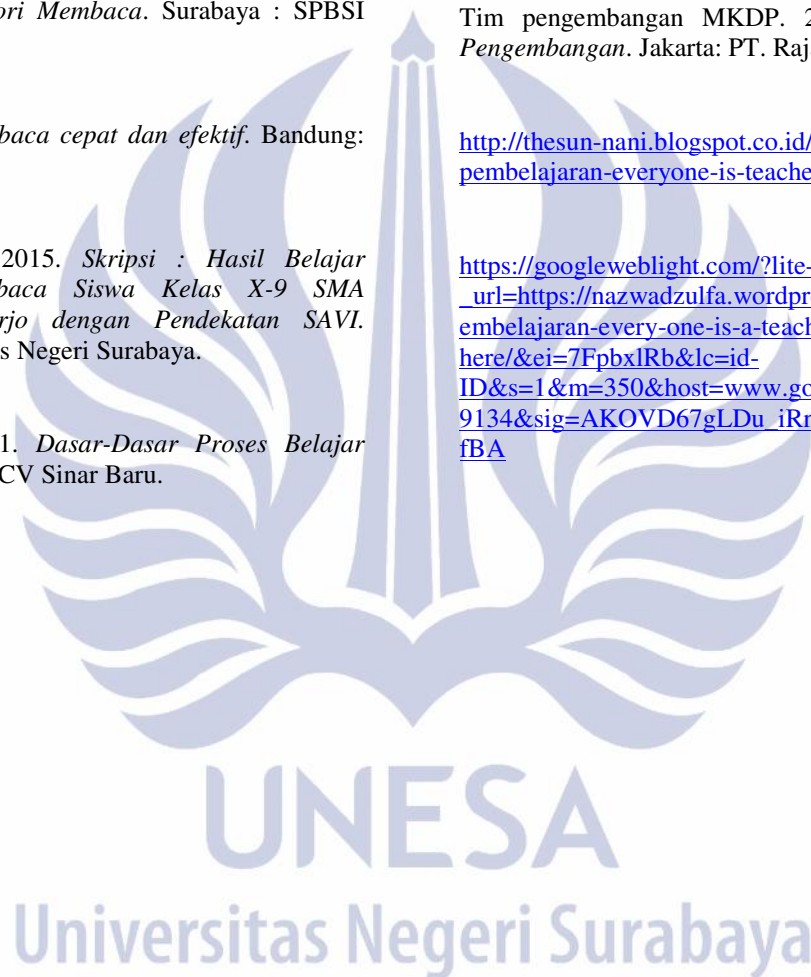 ori Membaca. Surabaya : SPBSI
baca cepat dan efektif. Bandung:
2015. Skripsi : Hasil Belajar
baca Siswa Kelas X-9 SMA
rjo dengan Pendekatan SAVI.
s Negeri Surabaya.
1. Dasar-Dasar Proses Belajar
CV Sinar Baru.
Tim pengembangan MKDP. 2
Pengembangan. Jakarta: PT. Raj
http://thesun-nani.blogspot.co.id/
pembelajaran-everyone-is-teache
https://googleweblight.com/?lite-
_url=https://nazwadzulfa.wordpr
embelajaran-every-one-is-a-teach
here/&ei=7FpbxlRb&lc=id-
ID&s=1&m=350&host=www.go
9134&sig=AKOVD67gLDu_iRr
fBA
UNESA
Universitas Negeri Surabaya